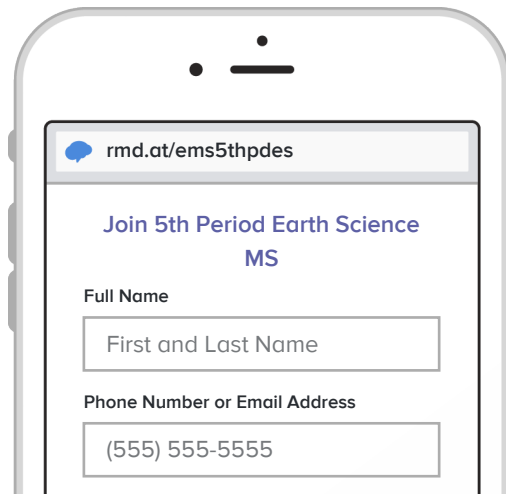 rmd.at/ems5thpdes
Join 5th Period Earth Science
MS
Full Name
First and Last Name
Phone Number or Email Address
(555) 555-5555